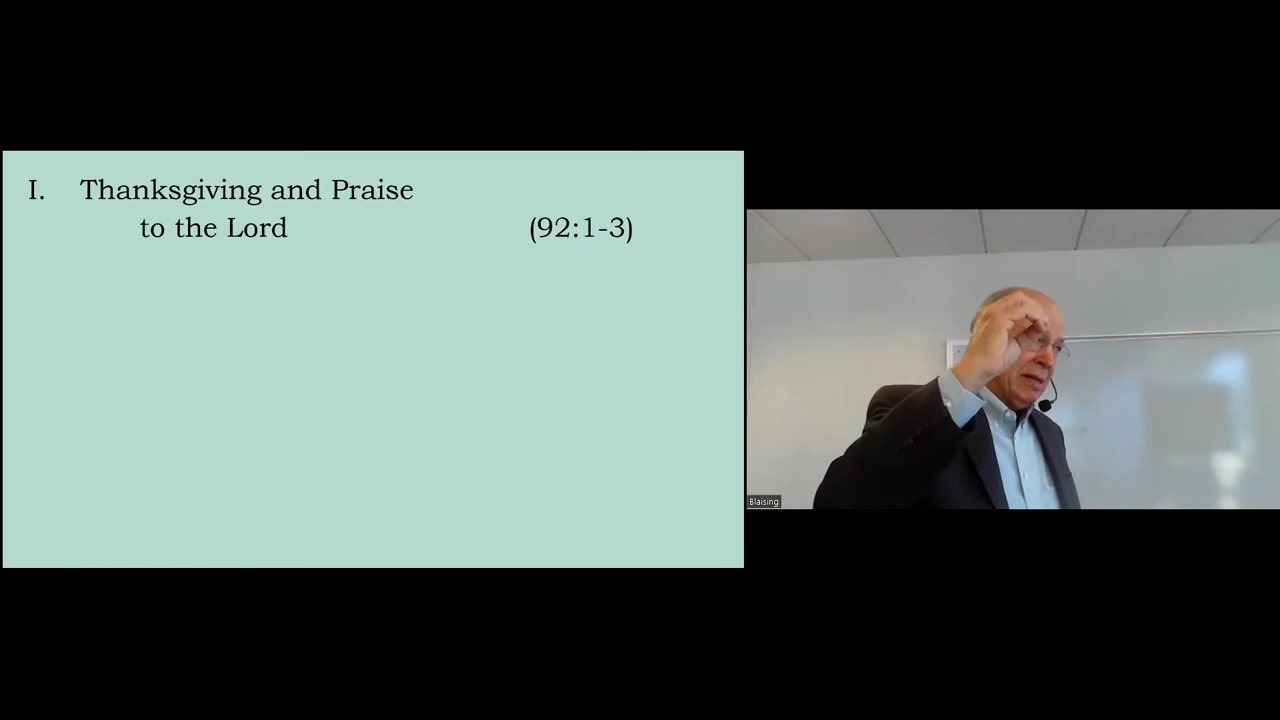 I. Thanksgiving and Praise
to the Lord (92:1-3)
Blaising